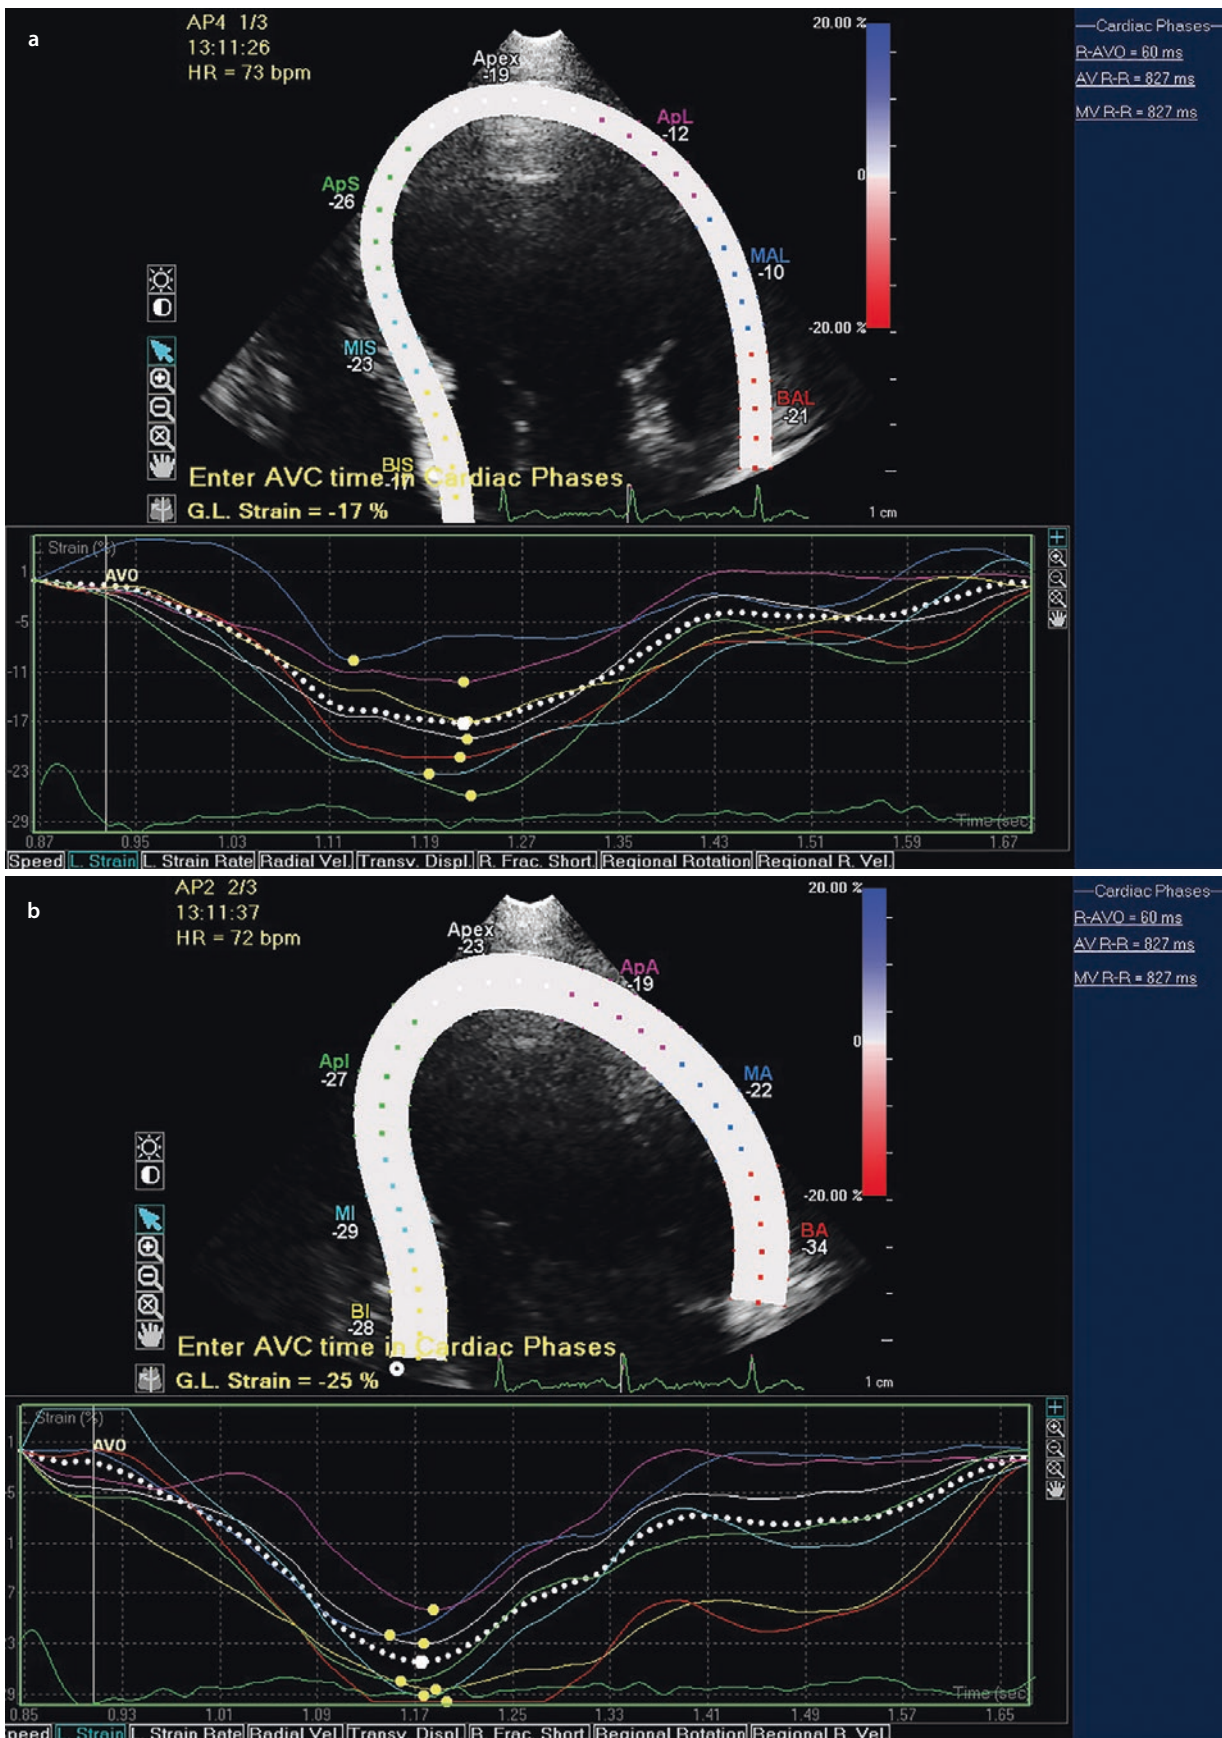 a
AP4 1/3
13:11:26
HR = 73 bpm
Apex
-19
ApL
-12
ApS
-26
MAL
-10
MIS
-23
BAL
-21
BIS
-17
20.00 %
0
-20.00 %
Cardiac Phases
R-AVO = 60 ms
AV R-R = 827 ms
MV R-R = 827 ms
Enter AVC time in Cardiac Phases
G.L. Strain = -17 %
1 cm
L. Strain (%)
AVO
1
-5
-11
-17
-23
-29
Time (sec
0.87 0.95 1.03 1.11 1.19 1.27 1.35 1.43 1.51 1.59 1.67
Speed L. Strain L. Strain Rate Radial Vel. Transv. Displ. R. Frac. Short. Regional Rotation Regional R. Vel.
b
AP2 2/3
13:11:37
HR = 72 bpm
Apex
-23
ApA
-19
ApI
-27
MA
-22
MI
-29
BA
-34
BI
-28
20.00 %
0
-20.00 %
Cardiac Phases
R-AVO = 60 ms
AV R-R = 827 ms
MV R-R = 827 ms
Enter AVC time in Cardiac Phases
G.L. Strain = -25 %
1 cm
Strain (%)
AVO
1
5
1
7
3
9
Time (sec
0.85 0.93 1.01 1.09 1.17 1.25 1.33 1.41 1.49 1.57 1.65
peed L. Strain L. Strain Rate Radial Vel. Transv. Displ. R. Frac. Short. Regional Rotation Regional R. Vel.